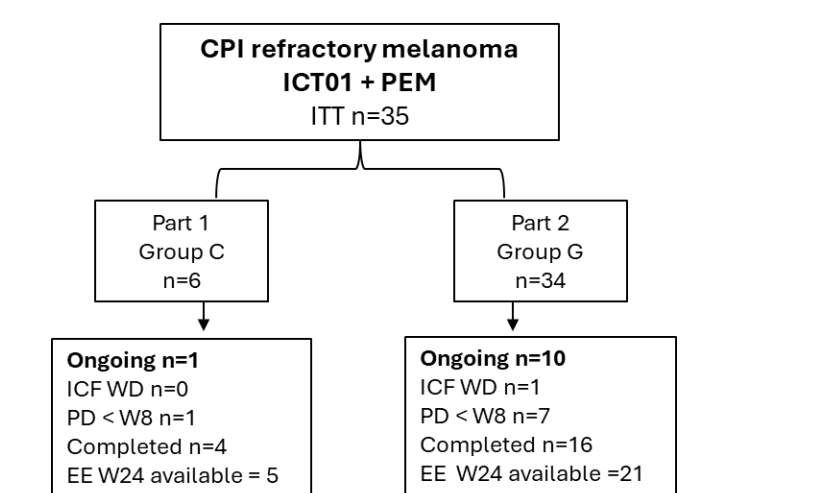 CPI refractory melanoma
ICT01 + PEM
ITT n=35
Part 1
Group C
n=6
Part 2
Group G
n=34
Ongoing n=1
ICF WD n=0
PD < W8 n=1
Completed n=4
EE W24 available = 5
Ongoing n=10
ICF WD n=1
PD < W8 n=7
Completed n=16
EE  W24 available =21